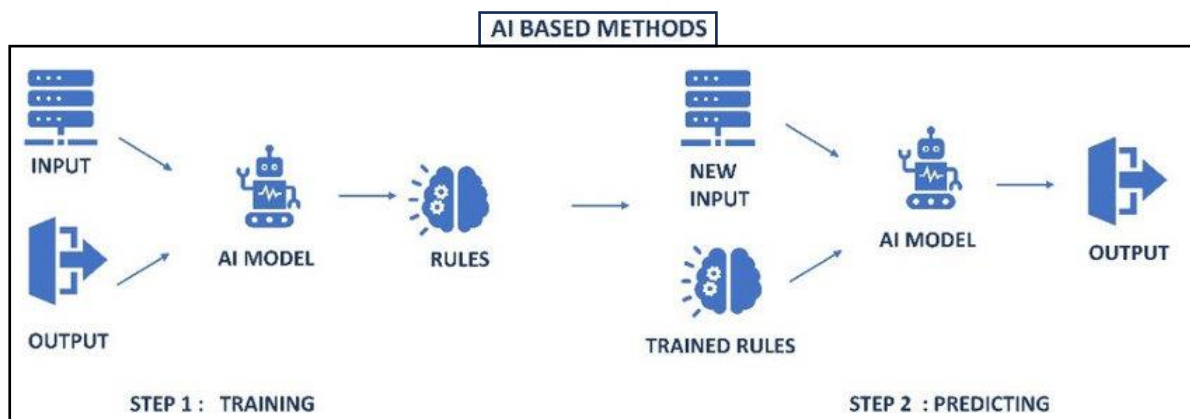 AI BASED METHODS
INPUT
OUTPUT
AI MODEL
RULES
STEP 1 : TRAINING
NEW
INPUT
TRAINED RULES
AI MODEL
OUTPUT
STEP 2 : PREDICTING